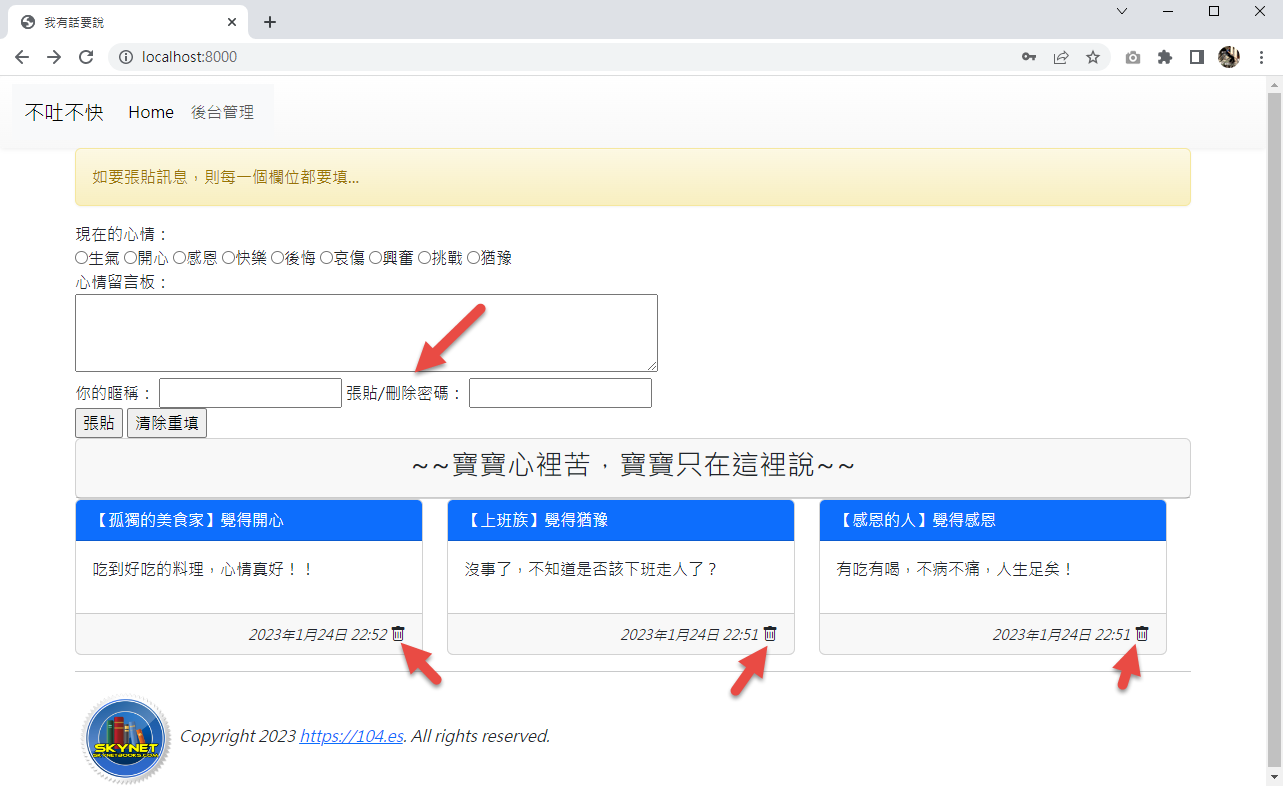 我有話要說
localhost:8000
不吐不快 Home 後台管理
如要張貼訊息，則每一個欄位都要填...
現在的心情：
生氣 開心 感恩 快樂 後悔 哀傷 興奮 挑戰 猶豫
心情留言板：
你的暱稱： 張貼/刪除密碼：
張貼 清除重填
~~寶寶心裡苦，寶寶只在這裡說~~
【孤獨的美食家】覺得開心
吃到好吃的料理，心情真好！！
2023年1月24日 22:52
【上班族】覺得猶豫
沒事了，不知道是否該下班走人了？
2023年1月24日 22:51
【感恩的人】覺得感恩
有吃有喝，不病不痛，人生足矣！
2023年1月24日 22:51
SKYNET
SKYNETBOOKS.COM
Copyright 2023 https://104.es. All rights reserved.